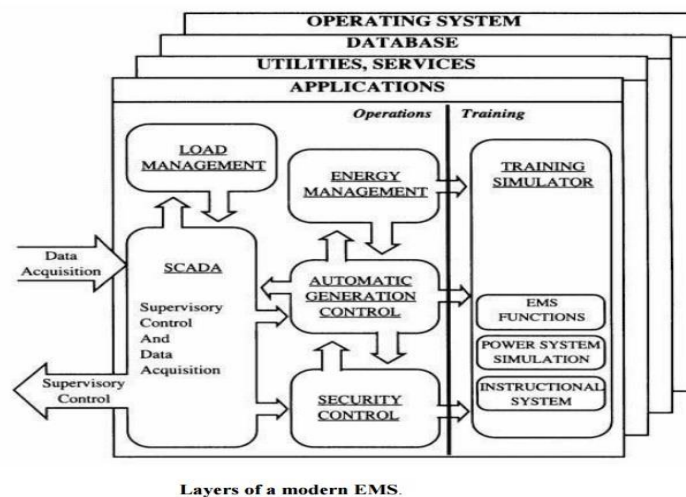 OPERATING SYSTEM
DATABASE
UTILITIES, SERVICES
APPLICATIONS
Operations
Training
LOAD
MANAGEMENT
ENERGY
MANAGEMENT
TRAINING
SIMULATOR
Data
Acquisition
SCADA
Supervisory
Control
And
Data
Acquisition
AUTOMATIC
GENERATION
CONTROL
EMS
FUNCTIONS
POWER SYSTEM
SIMULATION
Supervisory
Control
SECURITY
CONTROL
INSTRUCTIONAL
SYSTEM
Layers of a modern EMS.